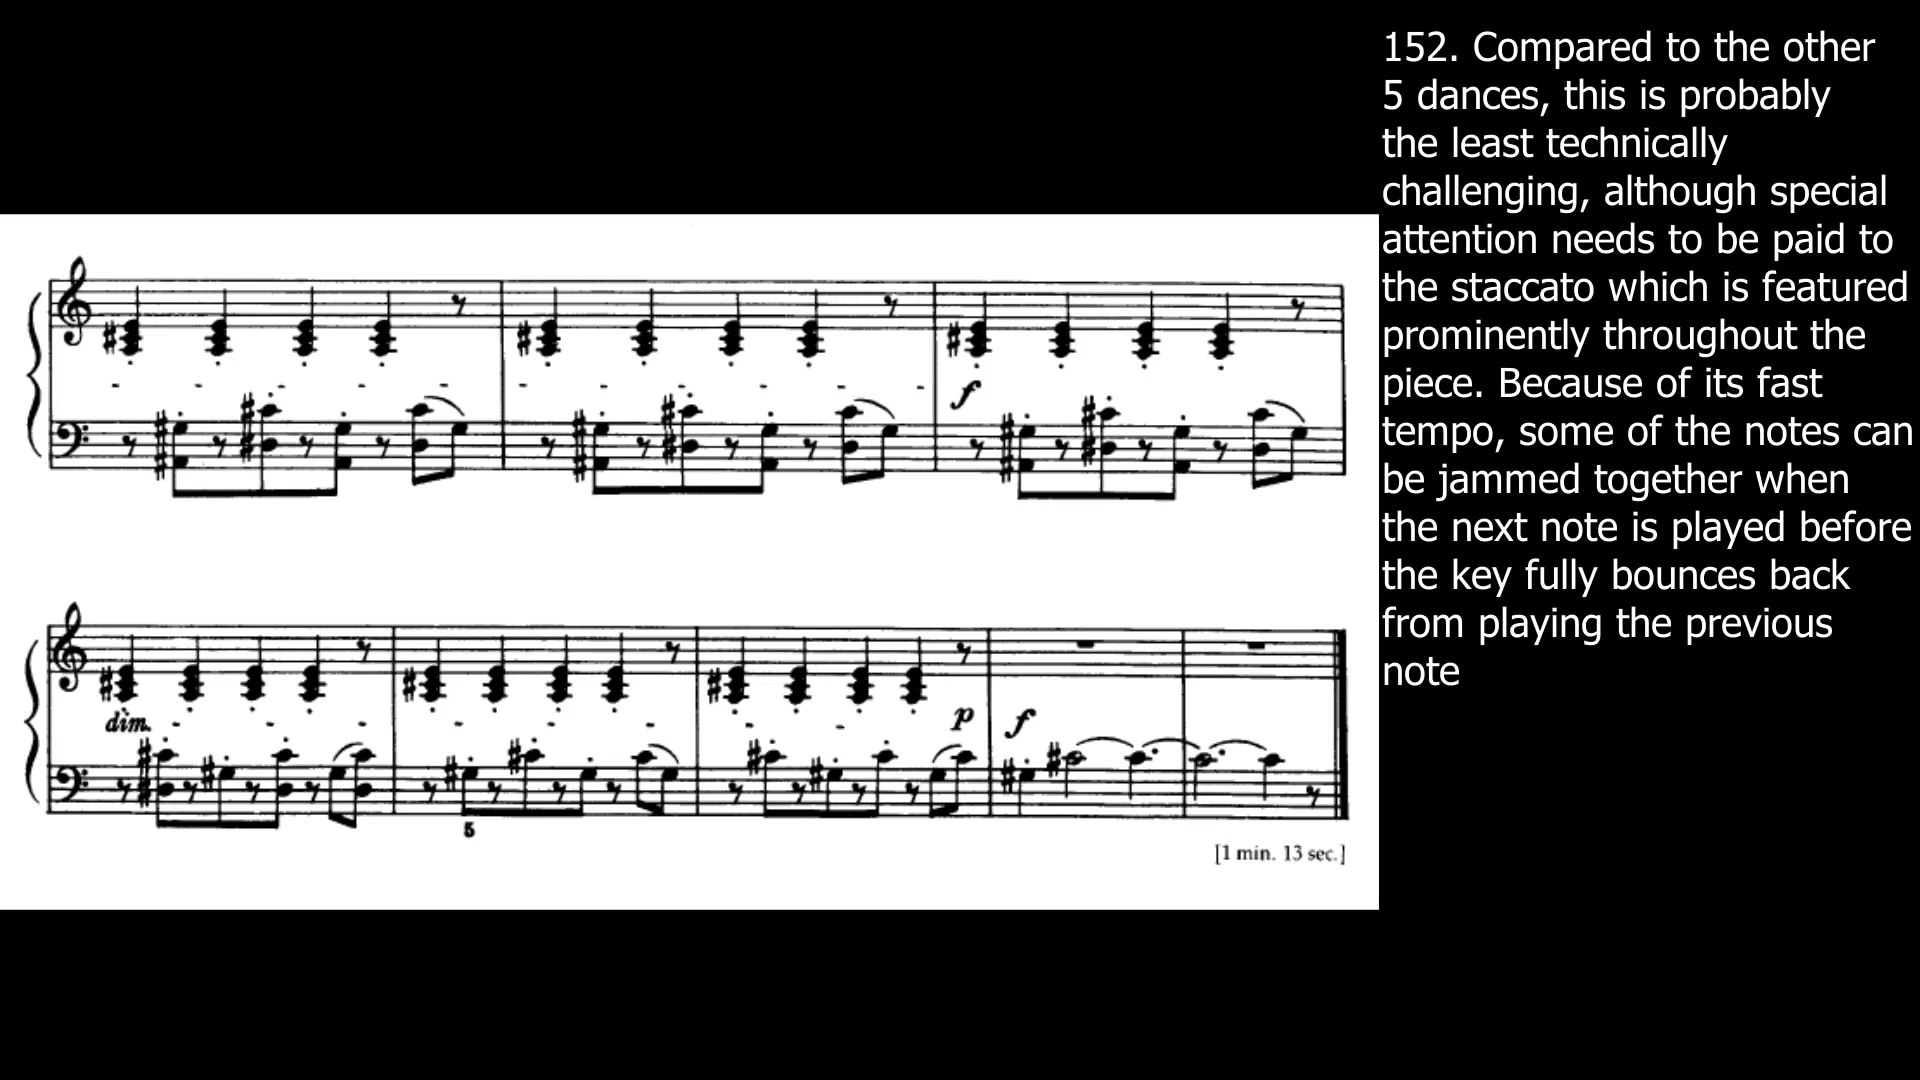 152. Compared to the other
5 dances, this is probably
the least technically
challenging, although special
attention needs to be paid to
the staccato which is featured
prominently throughout the
piece. Because of its fast
tempo, some of the notes can
be jammed together when
the next note is played before
the key fully bounces back
from playing the previous
note
f
dim.
p
f
5
[1 min. 13 sec.]